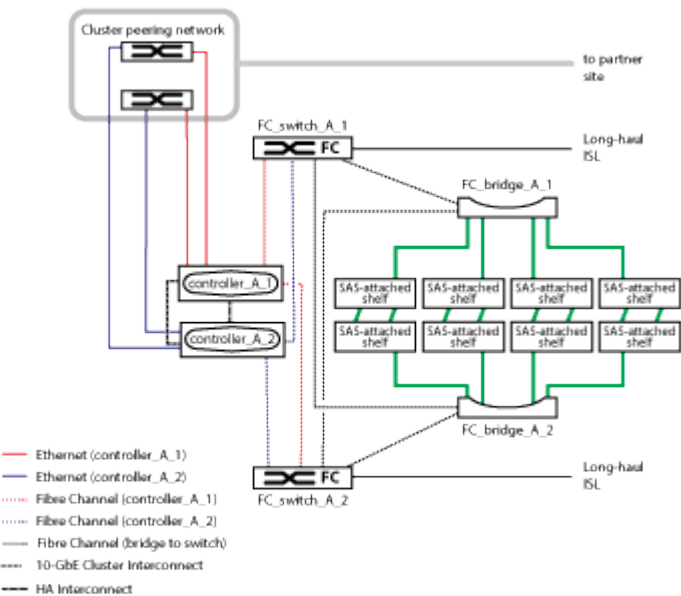 Cluster peering network
to partner
site
FC_switch_A_1
FC
Long-haul
ISL
FC_bridge_A_1
controller_A_1
SAS-attached
shelf
SAS-attached
shelf
SAS-attached
shelf
SAS-attached
shelf
controller_A_2
SAS-attached
shelf
SAS-attached
shelf
SAS-attached
shelf
SAS-attached
shelf
FC_bridge_A_2
FC
FC_switch_A_2
Long-haul
ISL
Ethernet (controller_A_1)
Ethernet (controller_A_2)
Fibre Channel (controller_A_1)
Fibre Channel (controller_A_2)
Fibre Channel (bridge to switch)
10-GbE Cluster Interconnect
HA Interconnect